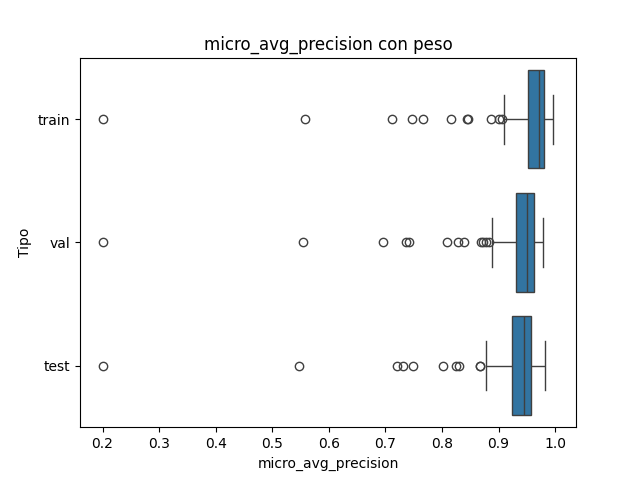 micro_avg_precision con peso
Tipo
train
val
test
0.2 0.3 0.4 0.5 0.6 0.7 0.8 0.9 1.0
micro_avg_precision